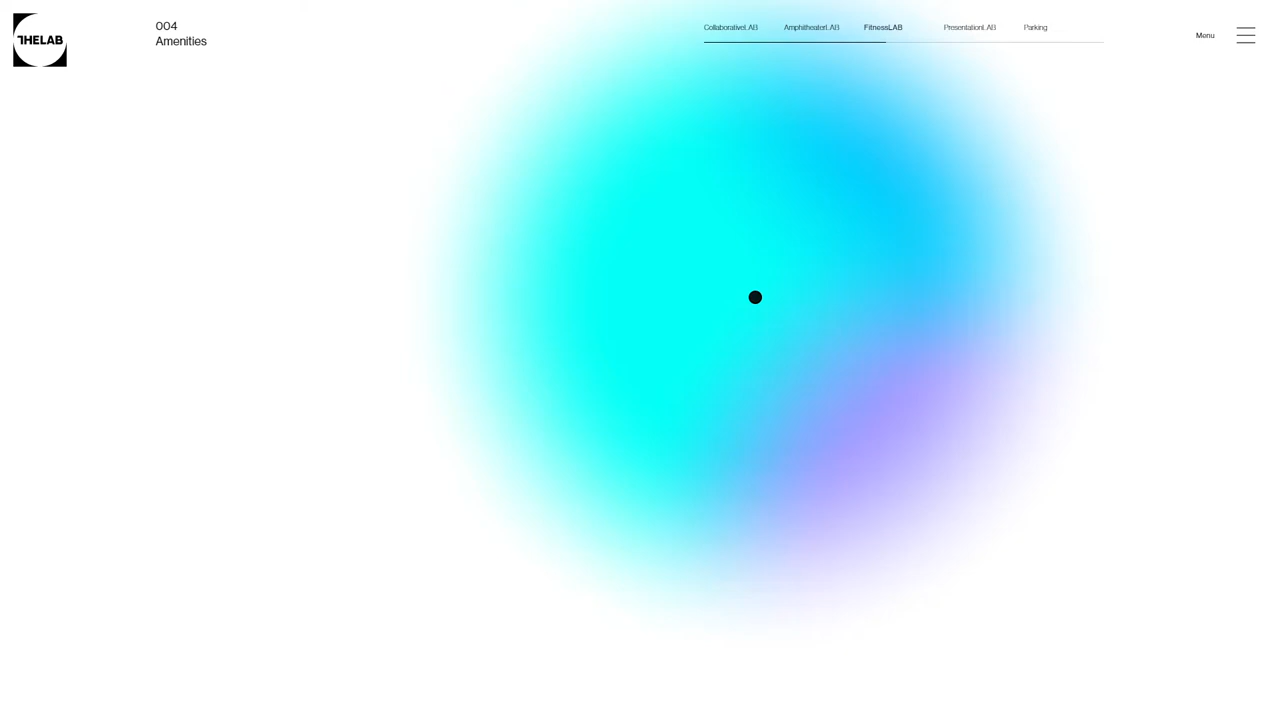 THELAB
004
Amenities
CollaborativeLAB
AmphitheaterLAB
FitnessLAB
PresentationLAB
Parking
Menu